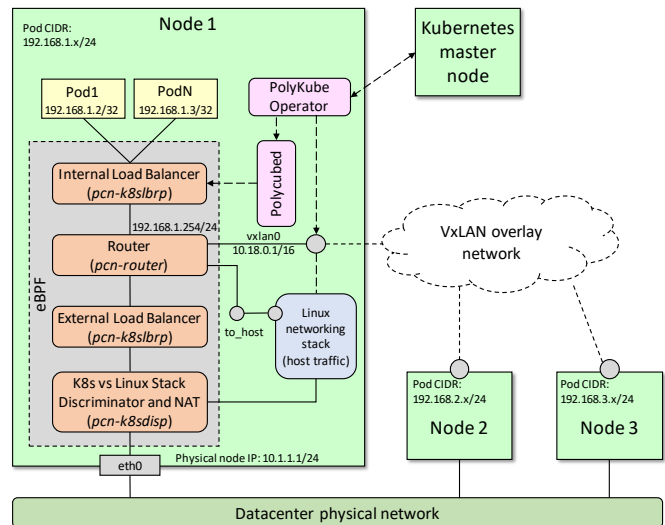 Node 1
Pod CIDR:
192.168.1.x/24
Kubernetes
master
node
Pod1
192.168.1.2/32
PodN
192.168.1.3/32
PolyKube
Operator
Polycubed
Internal Load Balancer
(pcn-k8slbrp)
192.168.1.254/24
Router
(pcn-router)
vxlan0
10.18.0.1/16
VxLAN overlay
network
eBPF
External Load Balancer
(pcn-k8slbrp)
to_host
Linux
networking
stack
(host traffic)
K8s vs Linux Stack
Discriminator and NAT
(pcn-k8sdisp)
Physical node IP: 10.1.1.1/24
eth0
Pod CIDR:
192.168.2.x/24
Node 2
Pod CIDR:
192.168.3.x/24
Node 3
Datacenter physical network